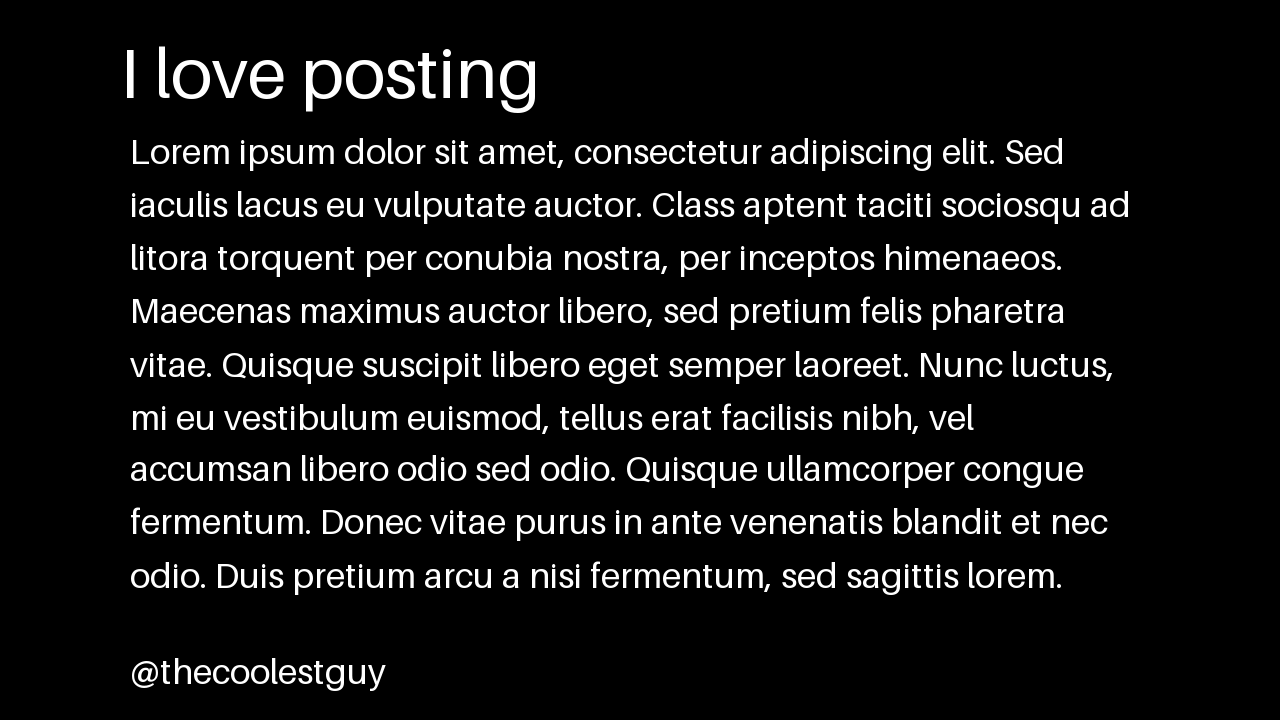 I love posting
Lorem ipsum dolor sit amet, consectetur adipiscing elit. Sed
iaculis lacus eu vulputate auctor. Class aptent taciti sociosqu ad
litora torquent per conubia nostra, per inceptos himenaeos.
Maecenas maximus auctor libero, sed pretium felis pharetra
vitae. Quisque suscipit libero eget semper laoreet. Nunc luctus,
mi eu vestibulum euismod, tellus erat facilisis nibh, vel
accumsan libero odio sed odio. Quisque ullamcorper congue
fermentum. Donec vitae purus in ante venenatis blandit et nec
odio. Duis pretium arcu a nisi fermentum, sed sagittis lorem.
@thecoolestguy